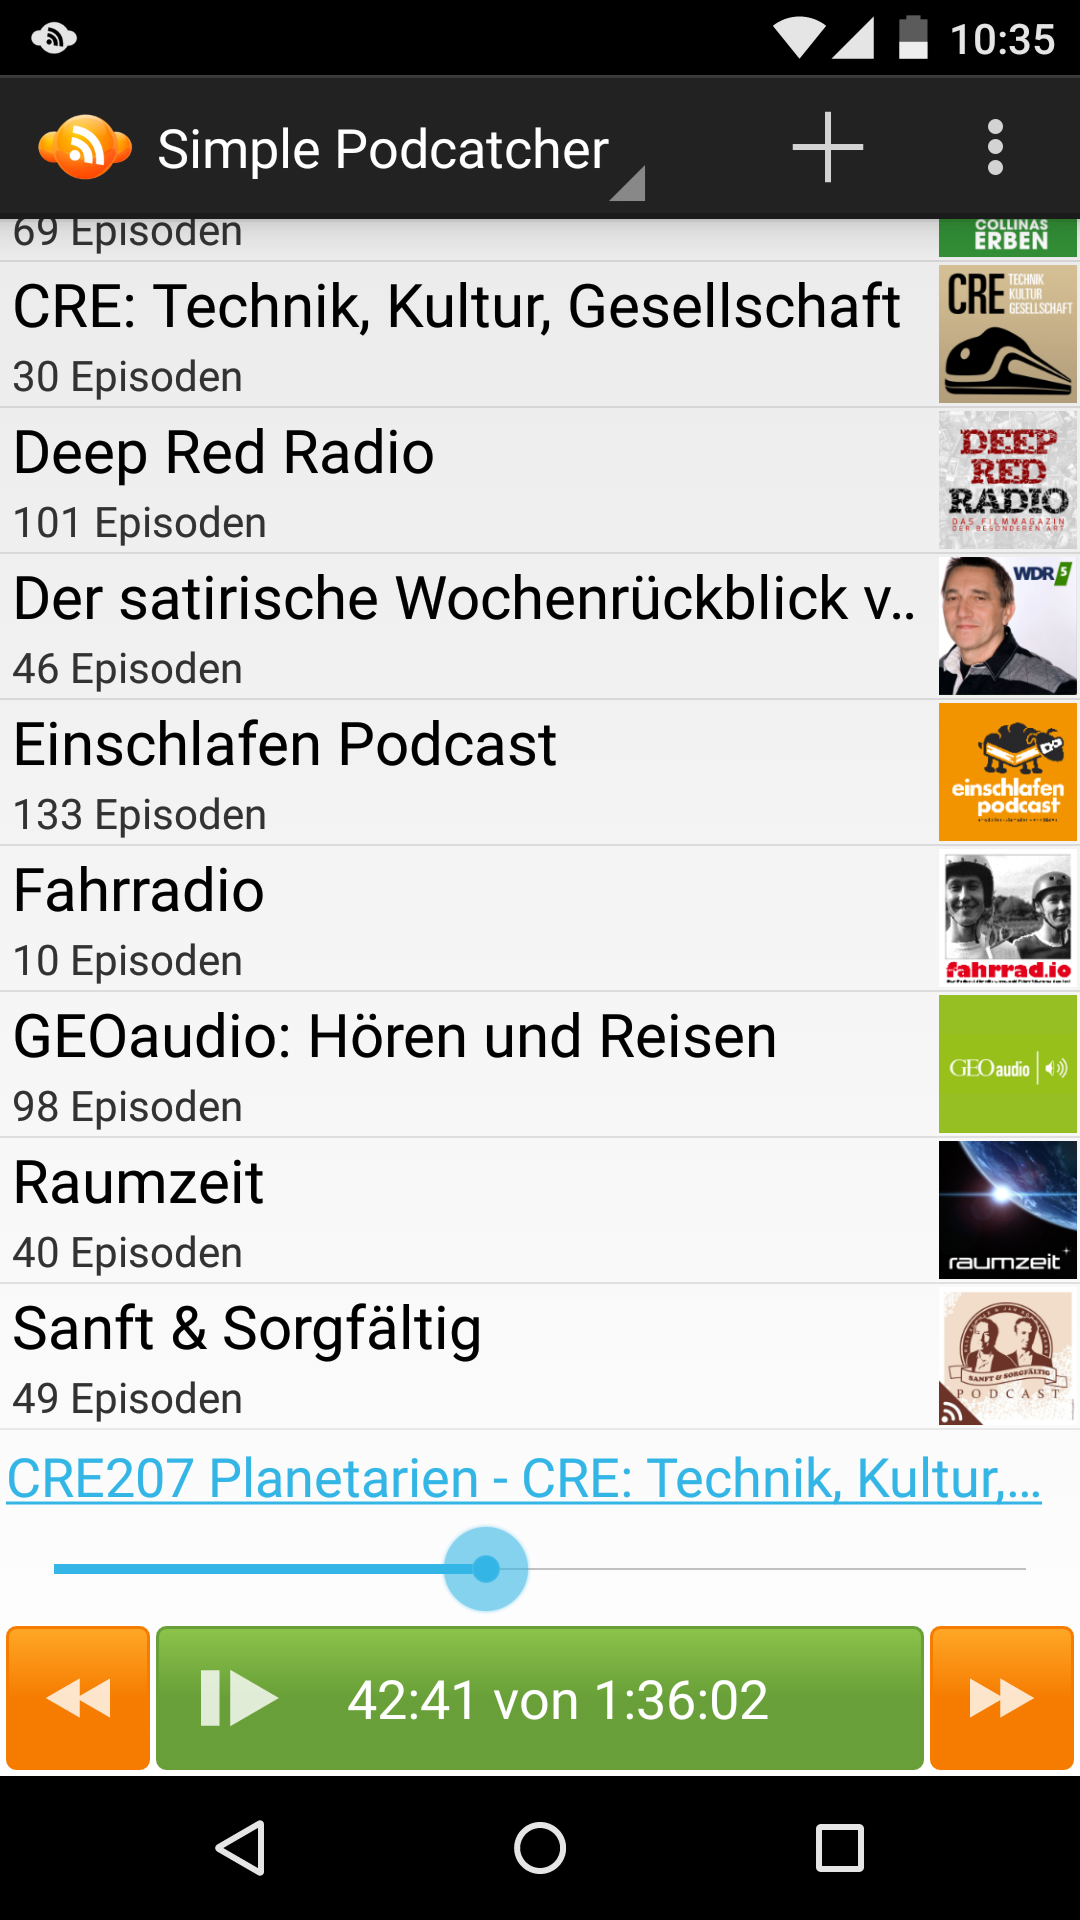 10:35
Simple Podcatcher
69 Episoden
COLLINAS
ERBEN
CRE: Technik, Kultur, Gesellschaft
30 Episoden
CRE TECHNIK
KULTUR
GESELLSCHAFT
Deep Red Radio
101 Episoden
DEEP
RED
RADIO
DAS FILMMAGAZIN
DER BESONDEREN ART
Der satirische Wochenrückblick v..
46 Episoden
WDR 5
Einschlafen Podcast
133 Episoden
einschlafen
podcast
Fahrradio
10 Episoden
fahrrad.io
GEOaudio: Hören und Reisen
98 Episoden
GEO audio
Raumzeit
40 Episoden
raumzeit
Sanft & Sorgfältig
49 Episoden
SANFT & SORGFÄLTIG
PODCAST
CRE207 Planetarien - CRE: Technik, Kultur,...
42:41 von 1:36:02